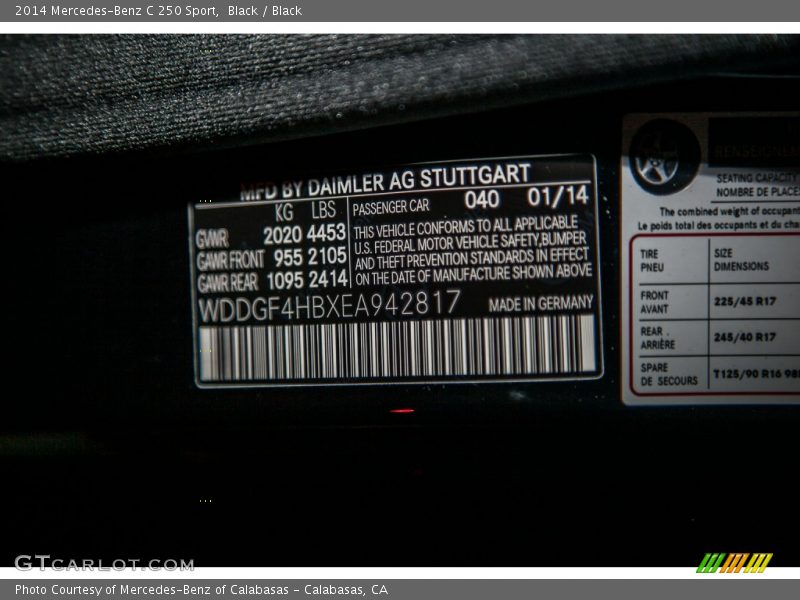 2014 Mercedes-Benz C 250 Sport, Black / Black
MFD BY DAIMLER AG STUTTGART
KG LBS PASSENGER CAR 040 01/14
GWR 2020 4453
GAWR FRONT 955 2105
GAWR REAR 1095 2414
THIS VEHICLE CONFORMS TO ALL APPLICABLE
U.S. FEDERAL MOTOR VEHICLE SAFETY, BUMPER
AND THEFT PREVENTION STANDARDS IN EFFECT
ON THE DATE OF MANUFACTURE SHOWN ABOVE
WDDGF4HBXEA942817 MADE IN GERMANY
RENSEIGNEM
SEATING CAPACITY
NOMBRE DE PLACES
The combined weight of occupant
Le poids total des occupants et du cha
TIRE SIZE
PNEU DIMENSIONS
FRONT
AVANT 225/45 R17
REAR
ARRIÈRE 245/40 R17
SPARE
DE SECOURS T125/90 R16 98
GTCARLOT.COM
Photo Courtesy of Mercedes-Benz of Calabasas - Calabasas, CA